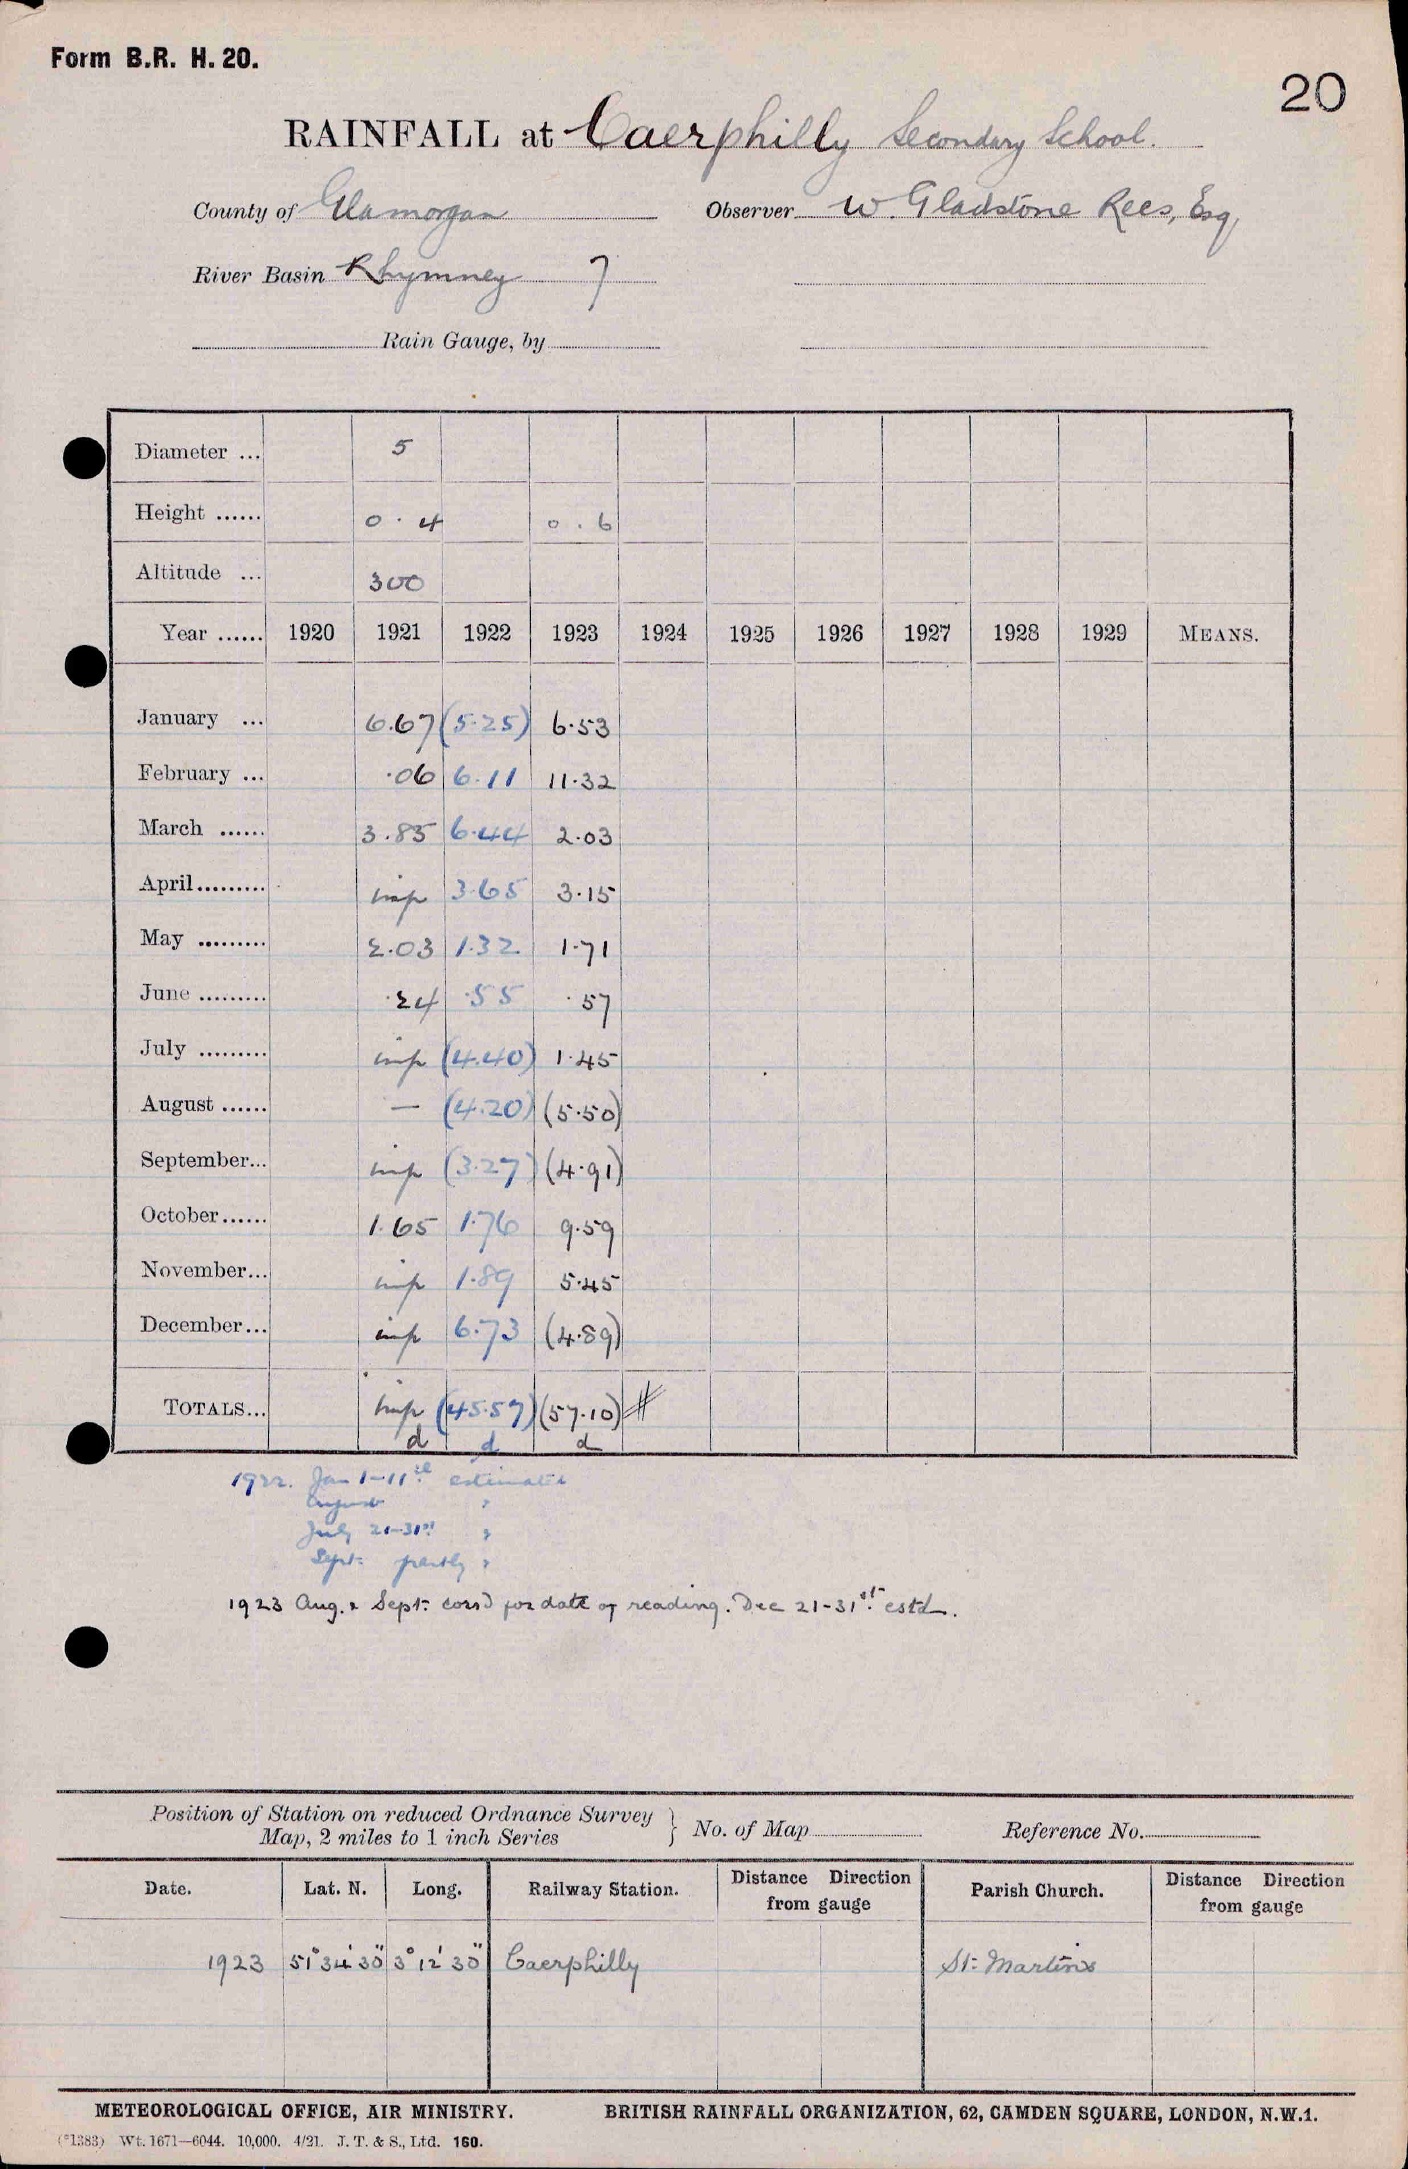 Form B.R. H. 20.
20
RAINFALL at Caerphilly Secondary School.
County of Glamorgan Observer W. Gladstone Rees, Esq,
River Basin Rhymney 7
Rain Gauge, by
Diameter ... 5
Height ...... 0.4 0.6
Altitude ... 300
Year ...... 1920 1921 1922 1923 1924 1925 1926 1927 1928 1929 MEANS.
January ... 6.67 (5.25) 6.53
February ... .06 6.11 11.32
March ...... 3.85 6.44 2.03
April......... imp 3.65 3.15
May ......... 2.03 1.32 1.71
June ......... .24 .55 .57
July ......... imp (4.40) 1.45
August ...... — (4.20) (5.50)
September... imp (3.27) (4.91)
October...... 1.65 1.76 9.59
November... imp 1.89 5.45
December... imp 6.73 (4.89)
TOTALS... imp (45.57) (57.10) #
d d d
1922. Jan 1-11th estimated
August "
July 21-31st "
Sept: partly "
1923 Aug. & Sept: corrd for date of reading. Dec 21-31st. estd.
Position of Station on reduced Ordnance Survey
Map, 2 miles to 1 inch Series } No. of Map Reference No.
Date. Lat. N. Long. Railway Station. Distance Direction from gauge Parish Church. Distance Direction from gauge
1923 51° 34' 30" 3° 12' 30" Caerphilly St: Martins
METEOROLOGICAL OFFICE, AIR MINISTRY. BRITISH RAINFALL ORGANIZATION, 62, CAMDEN SQUARE, LONDON, N.W.1.
(*1383) Wt. 1671—6044. 10,000. 4/21. J. T. & S., Ltd. 160.